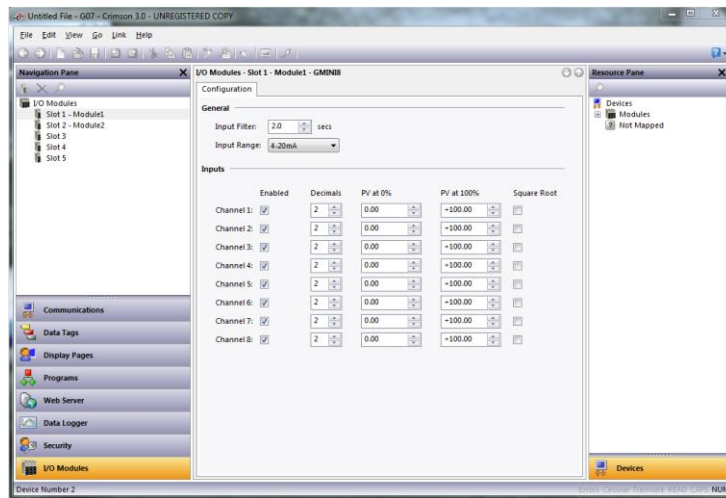 Untitled File - G07 - Crimson 3.0 - UNREGISTERED COPY
File Edit View Go Link Help
Navigation Pane
I/O Modules
Slot 1 - Module1
Slot 2 - Module2
Slot 3
Slot 4
Slot 5
Communications
Data Tags
Display Pages
Programs
Web Server
Data Logger
Security
I/O Modules
I/O Modules - Slot 1 - Module1 - GMINI8
Configuration
General
Input Filter: 2.0 secs
Input Range: 4-20mA
Inputs
Enabled Decimals PV at 0% PV at 100% Square Root
Channel 1: 2 0.00 +100.00
Channel 2: 2 0.00 +100.00
Channel 3: 2 0.00 +100.00
Channel 4: 2 0.00 +100.00
Channel 5: 2 0.00 +100.00
Channel 6: 2 0.00 +100.00
Channel 7: 2 0.00 +100.00
Channel 8: 2 0.00 +100.00
Resource Pane
Devices
Modules
Not Mapped
Devices
Device Number 2
Errors Circular Translate READ CAPS NUM